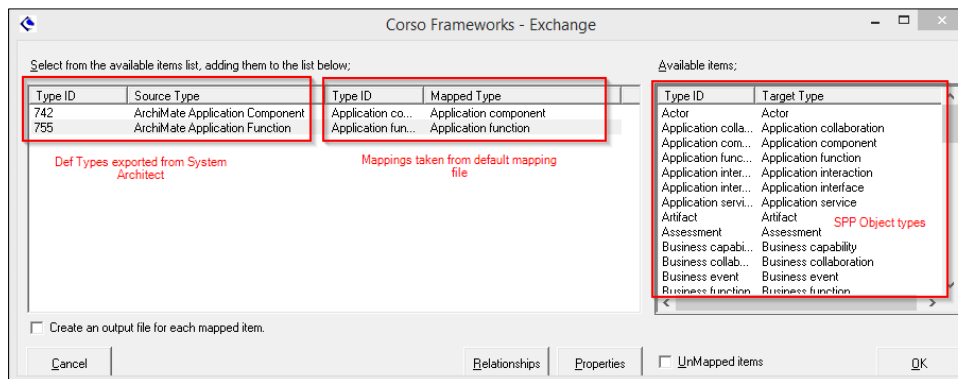 Corso Frameworks - Exchange
Select from the available items list, adding them to the list below;
Available items;
Type ID Source Type Type ID Mapped Type
742 ArchiMate Application Component Application co... Application component
755 ArchiMate Application Function Application fun... Application function
Def Types exported from System
Architect
Mappings taken from default mapping
file
Type ID Target Type
Actor Actor
Application colla... Application collaboration
Application com... Application component
Application func... Application function
Application inter... Application interaction
Application inter... Application interface
Application servi... Application service
Artifact Artifact
SPP Object types
Assessment Assessment
Business capabi... Business capability
Business collab... Business collaboration
Business event Business event
Business function Business function
Create an output file for each mapped item.
Cancel Relationships Properties UnMapped items OK